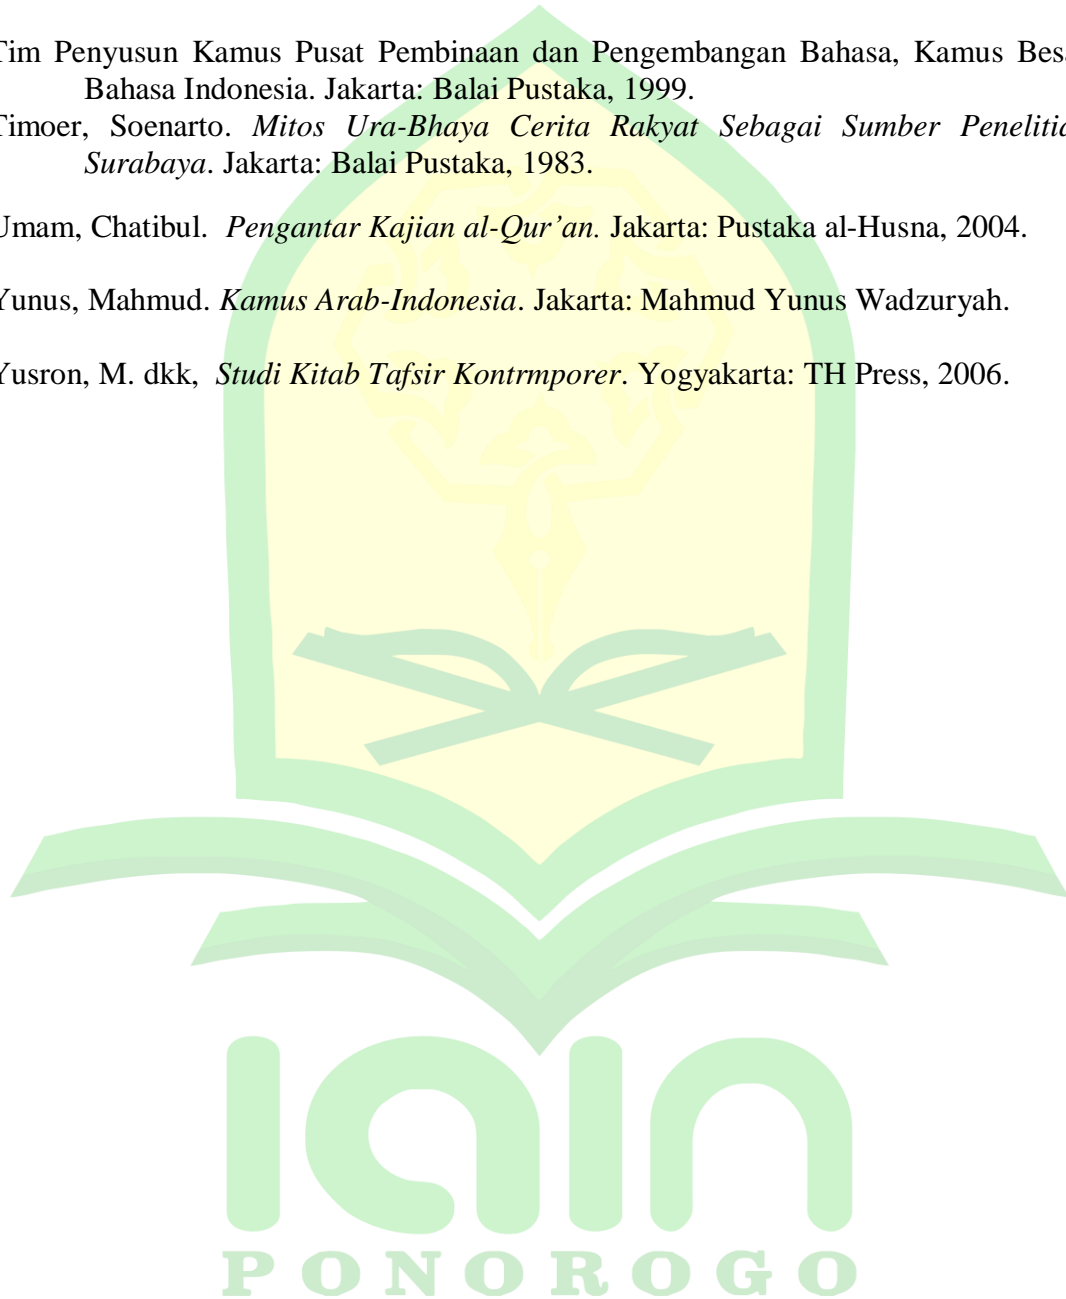 Tim Penyusun Kamus Pusat Pembinaan dan Pengembangan Bahasa, Kamus Besa
Bahasa Indonesia. Jakarta: Balai Pustaka, 1999.
Timoer, Soenarto. Mitos Ura-Bhaya Cerita Rakyat Sebagai Sumber Penelitia
Surabaya. Jakarta: Balai Pustaka, 1983.
Umam, Chatibul. Pengantar Kajian al-Qur’an. Jakarta: Pustaka al-Husna, 2004.
Yunus, Mahmud. Kamus Arab-Indonesia. Jakarta: Mahmud Yunus Wadzuryah.
Yusron, M. dkk, Studi Kitab Tafsir Kontrmporer. Yogyakarta: TH Press, 2006.
iain
PONOROGO